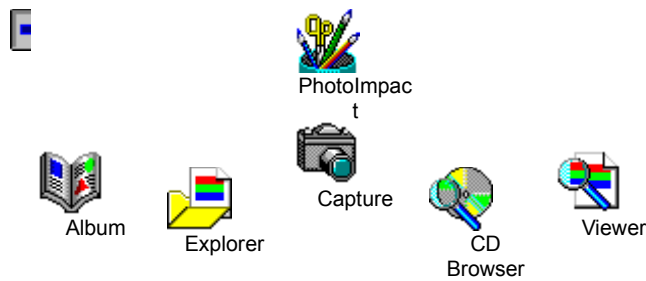 PhotoImpac
t
Capture
Album
Explorer
CD
Browser
Viewer